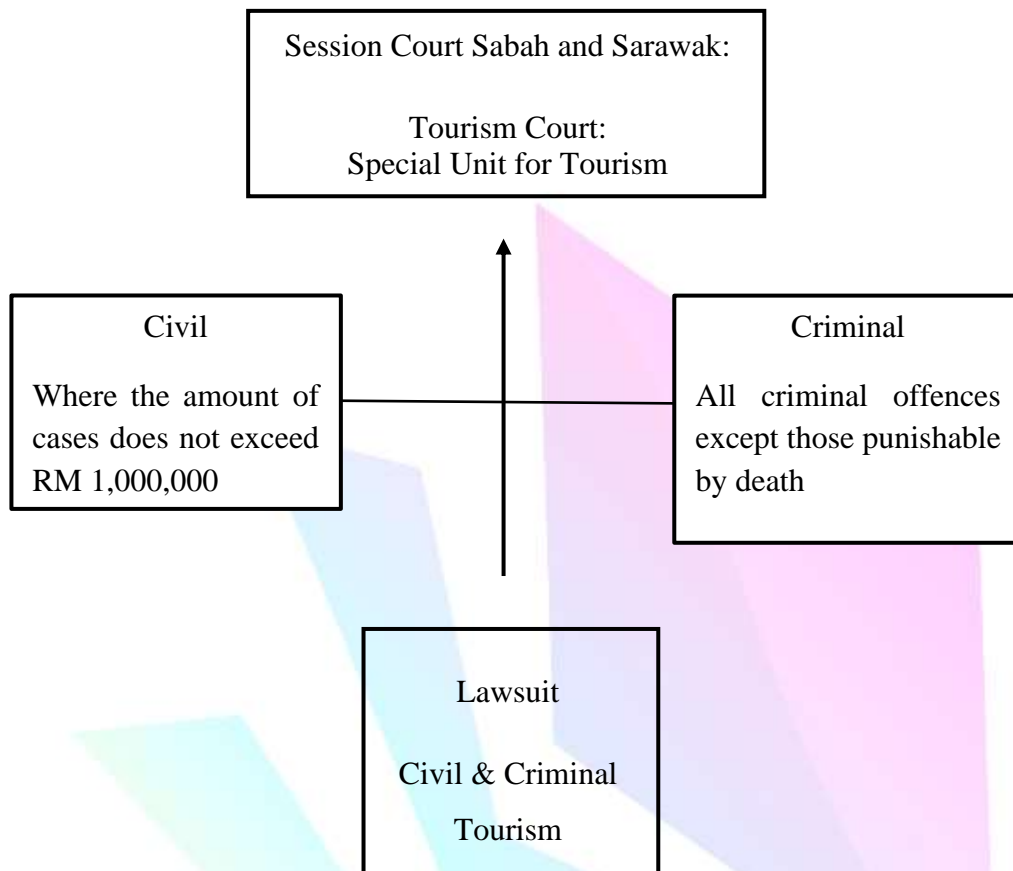 Session Court Sabah and Sarawak:
Tourism Court:
Special Unit for Tourism
Civil
Where the amount of
cases does not exceed
RM 1,000,000
Criminal
All criminal offences
except those punishable
by death
Lawsuit
Civil & Criminal
Tourism